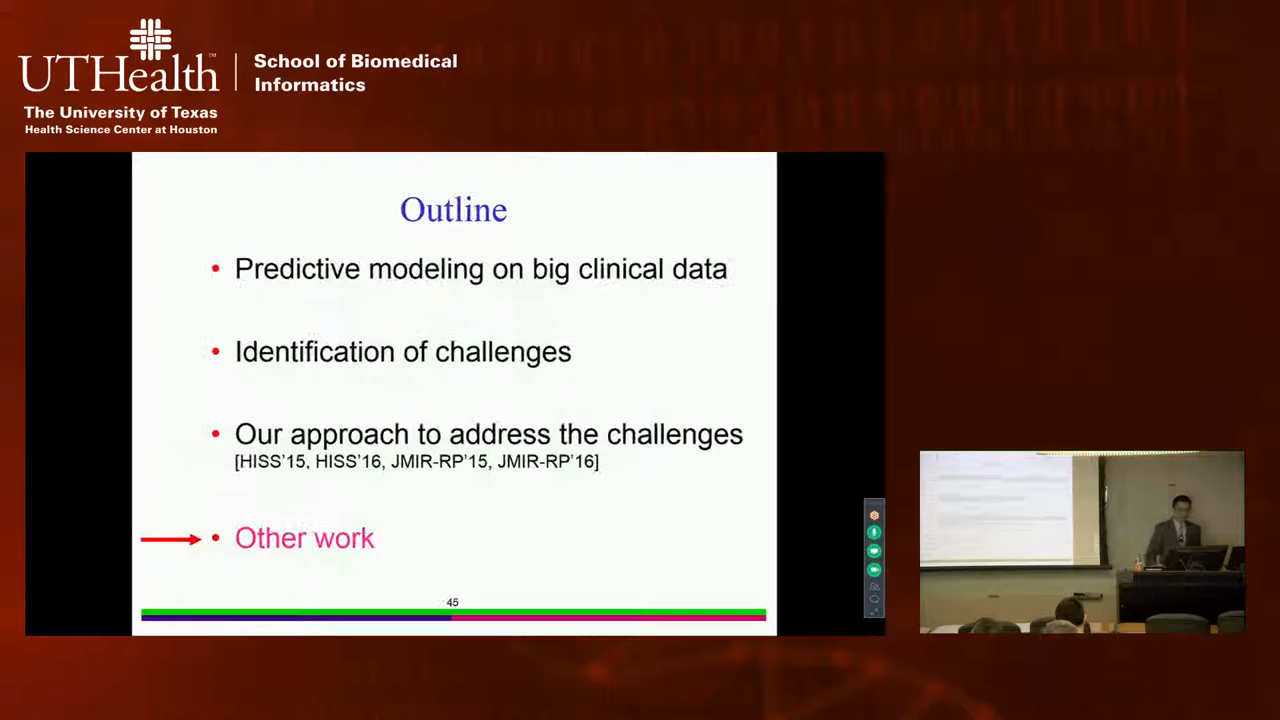 UTHealth™
The University of Texas
Health Science Center at Houston
School of Biomedical
Informatics
Outline
• Predictive modeling on big clinical data
• Identification of challenges
• Our approach to address the challenges
[HISS’15, HISS’16, JMIR-RP’15, JMIR-RP’16]
• Other work
45